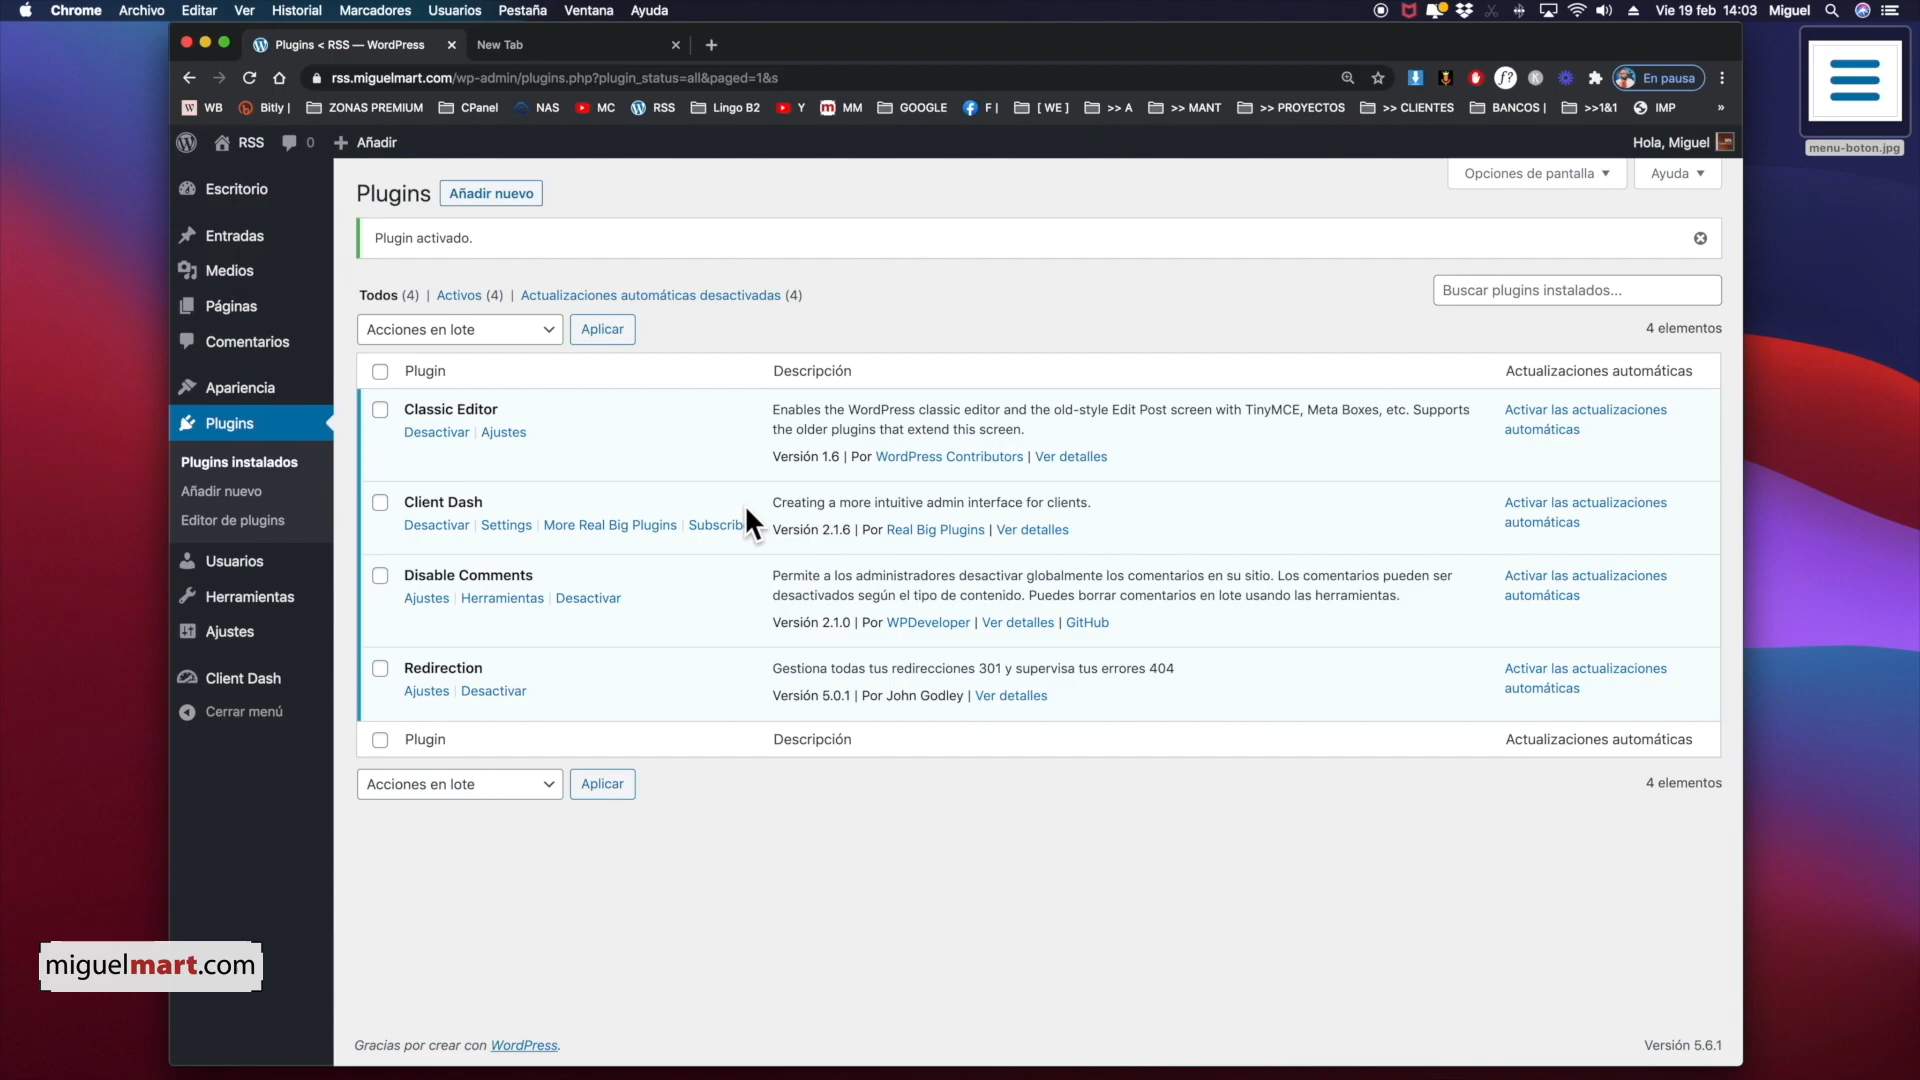 Chrome Archivo Editar Ver Historial Marcadores Usuarios Pestaña Ventana Ayuda Vie 19 feb 14:03 Miguel
Plugins < RSS — WordPress New Tab
rss.miguelmart.com/wp-admin/plugins.php?plugin_status=all&paged=1&s En pausa
WB Bitly | ZONAS PREMIUM CPanel NAS MC RSS Lingo B2 Y MM GOOGLE F | [ WE ] >> A >> MANT >> PROYECTOS >> CLIENTES BANCOS | >>1&1 IMP »
menu-boton.jpg
RSS 0 Añadir Hola, Miguel
Opciones de pantalla Ayuda
Escritorio
Entradas
Medios
Páginas
Comentarios
Apariencia
Plugins
Plugins instalados
Añadir nuevo
Editor de plugins
Usuarios
Herramientas
Ajustes
Client Dash
Cerrar menú
Plugins Añadir nuevo
Plugin activado.
Todos (4) | Activos (4) | Actualizaciones automáticas desactivadas (4)
Buscar plugins instalados...
Acciones en lote Aplicar
4 elementos
Plugin Descripción Actualizaciones automáticas
Classic Editor
Desactivar | Ajustes
Enables the WordPress classic editor and the old-style Edit Post screen with TinyMCE, Meta Boxes, etc. Supports
the older plugins that extend this screen.
Versión 1.6 | Por WordPress Contributors | Ver detalles
Activar las actualizaciones
automáticas
Client Dash
Desactivar | Settings | More Real Big Plugins | Subscrib
Creating a more intuitive admin interface for clients.
Versión 2.1.6 | Por Real Big Plugins | Ver detalles
Activar las actualizaciones
automáticas
Disable Comments
Ajustes | Herramientas | Desactivar
Permite a los administradores desactivar globalmente los comentarios en su sitio. Los comentarios pueden ser
desactivados según el tipo de contenido. Puedes borrar comentarios en lote usando las herramientas.
Versión 2.1.0 | Por WPDeveloper | Ver detalles | GitHub
Activar las actualizaciones
automáticas
Redirection
Ajustes | Desactivar
Gestiona todas tus redirecciones 301 y supervisa tus errores 404
Versión 5.0.1 | Por John Godley | Ver detalles
Activar las actualizaciones
automáticas
Plugin Descripción Actualizaciones automáticas
Acciones en lote Aplicar
4 elementos
miguelmart.com
Gracias por crear con WordPress.
Versión 5.6.1